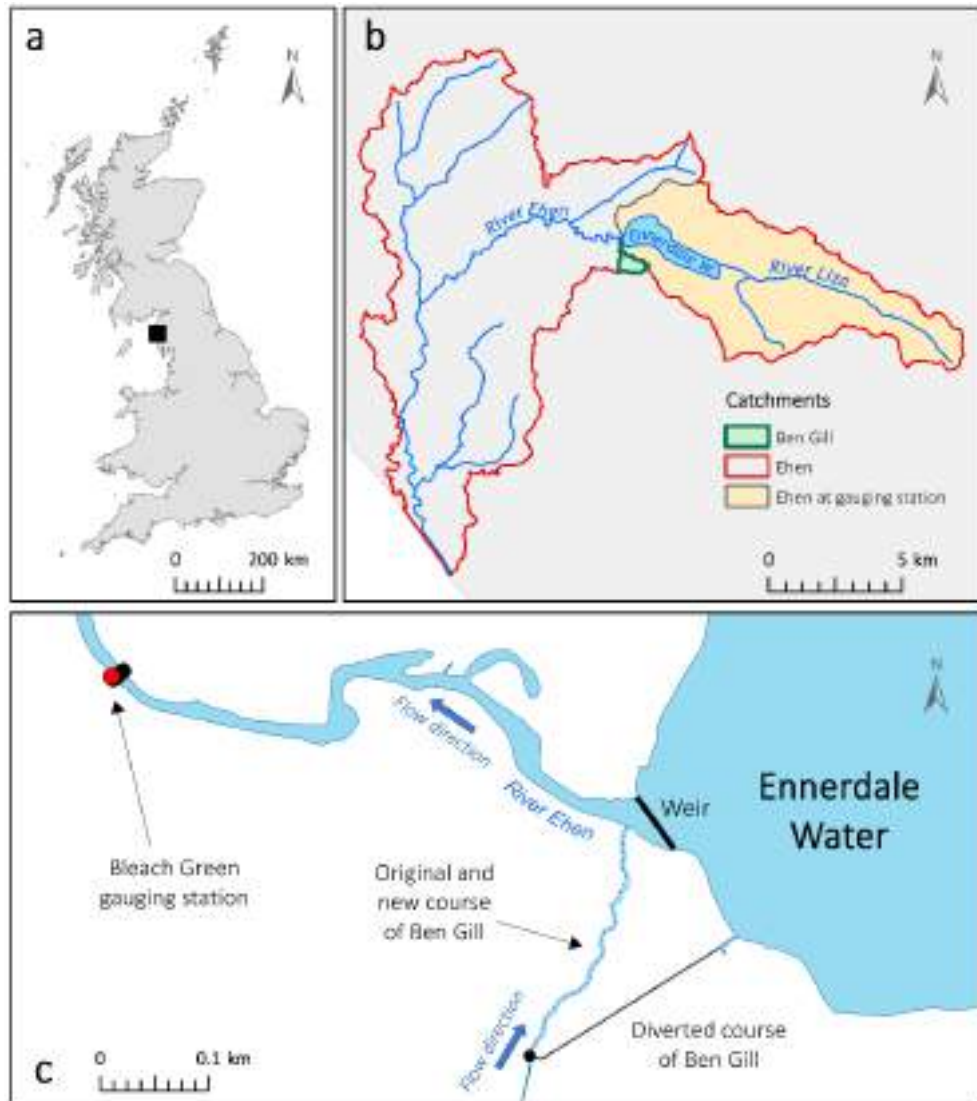 a
N
0 200 km
b
N
River Ehen
Ennerdale W.
River Liza
Catchments
Ben Gill
Ehen
Ehen at gauging station
0 5 km
N
Flow direction
River Ehen
Weir
Ennerdale
Water
Bleach Green
gauging station
Original and
new course
of Ben Gill
Flow direction
Diverted course
of Ben Gill
0 0.1 km
c